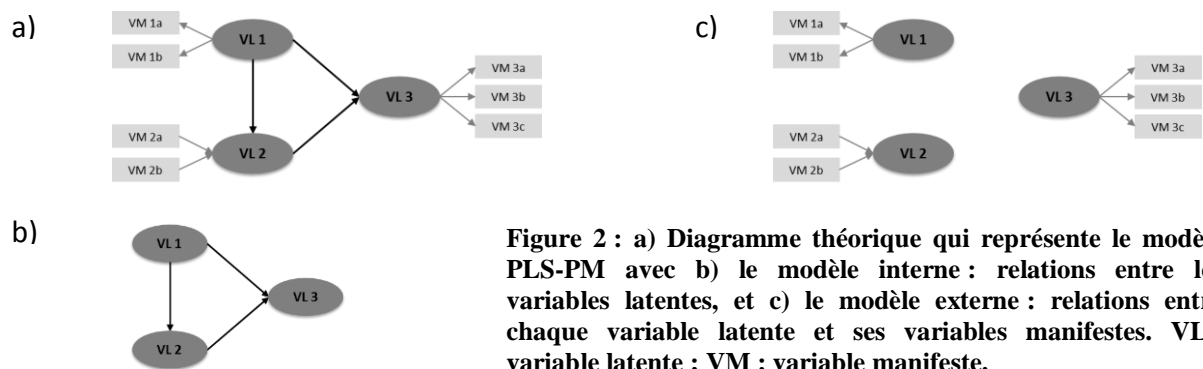 a)
VM 1a
VM 1b
VL 1
VL 3
VM 3a
VM 3b
VM 3c
VM 2a
VM 2b
VL 2
c)
VM 1a
VM 1b
VL 1
VL 3
VM 3a
VM 3b
VM 3c
VM 2a
VM 2b
VL 2
b)
VL 1
VL 3
VL 2
Figure 2 : a) Diagramme théorique qui représente le modè
PLS-PM avec b) le modèle interne : relations entre le
variables latentes, et c) le modèle externe : relations entr
chaque variable latente et ses variables manifestes. VL
variable latente ; VM : variable manifeste.